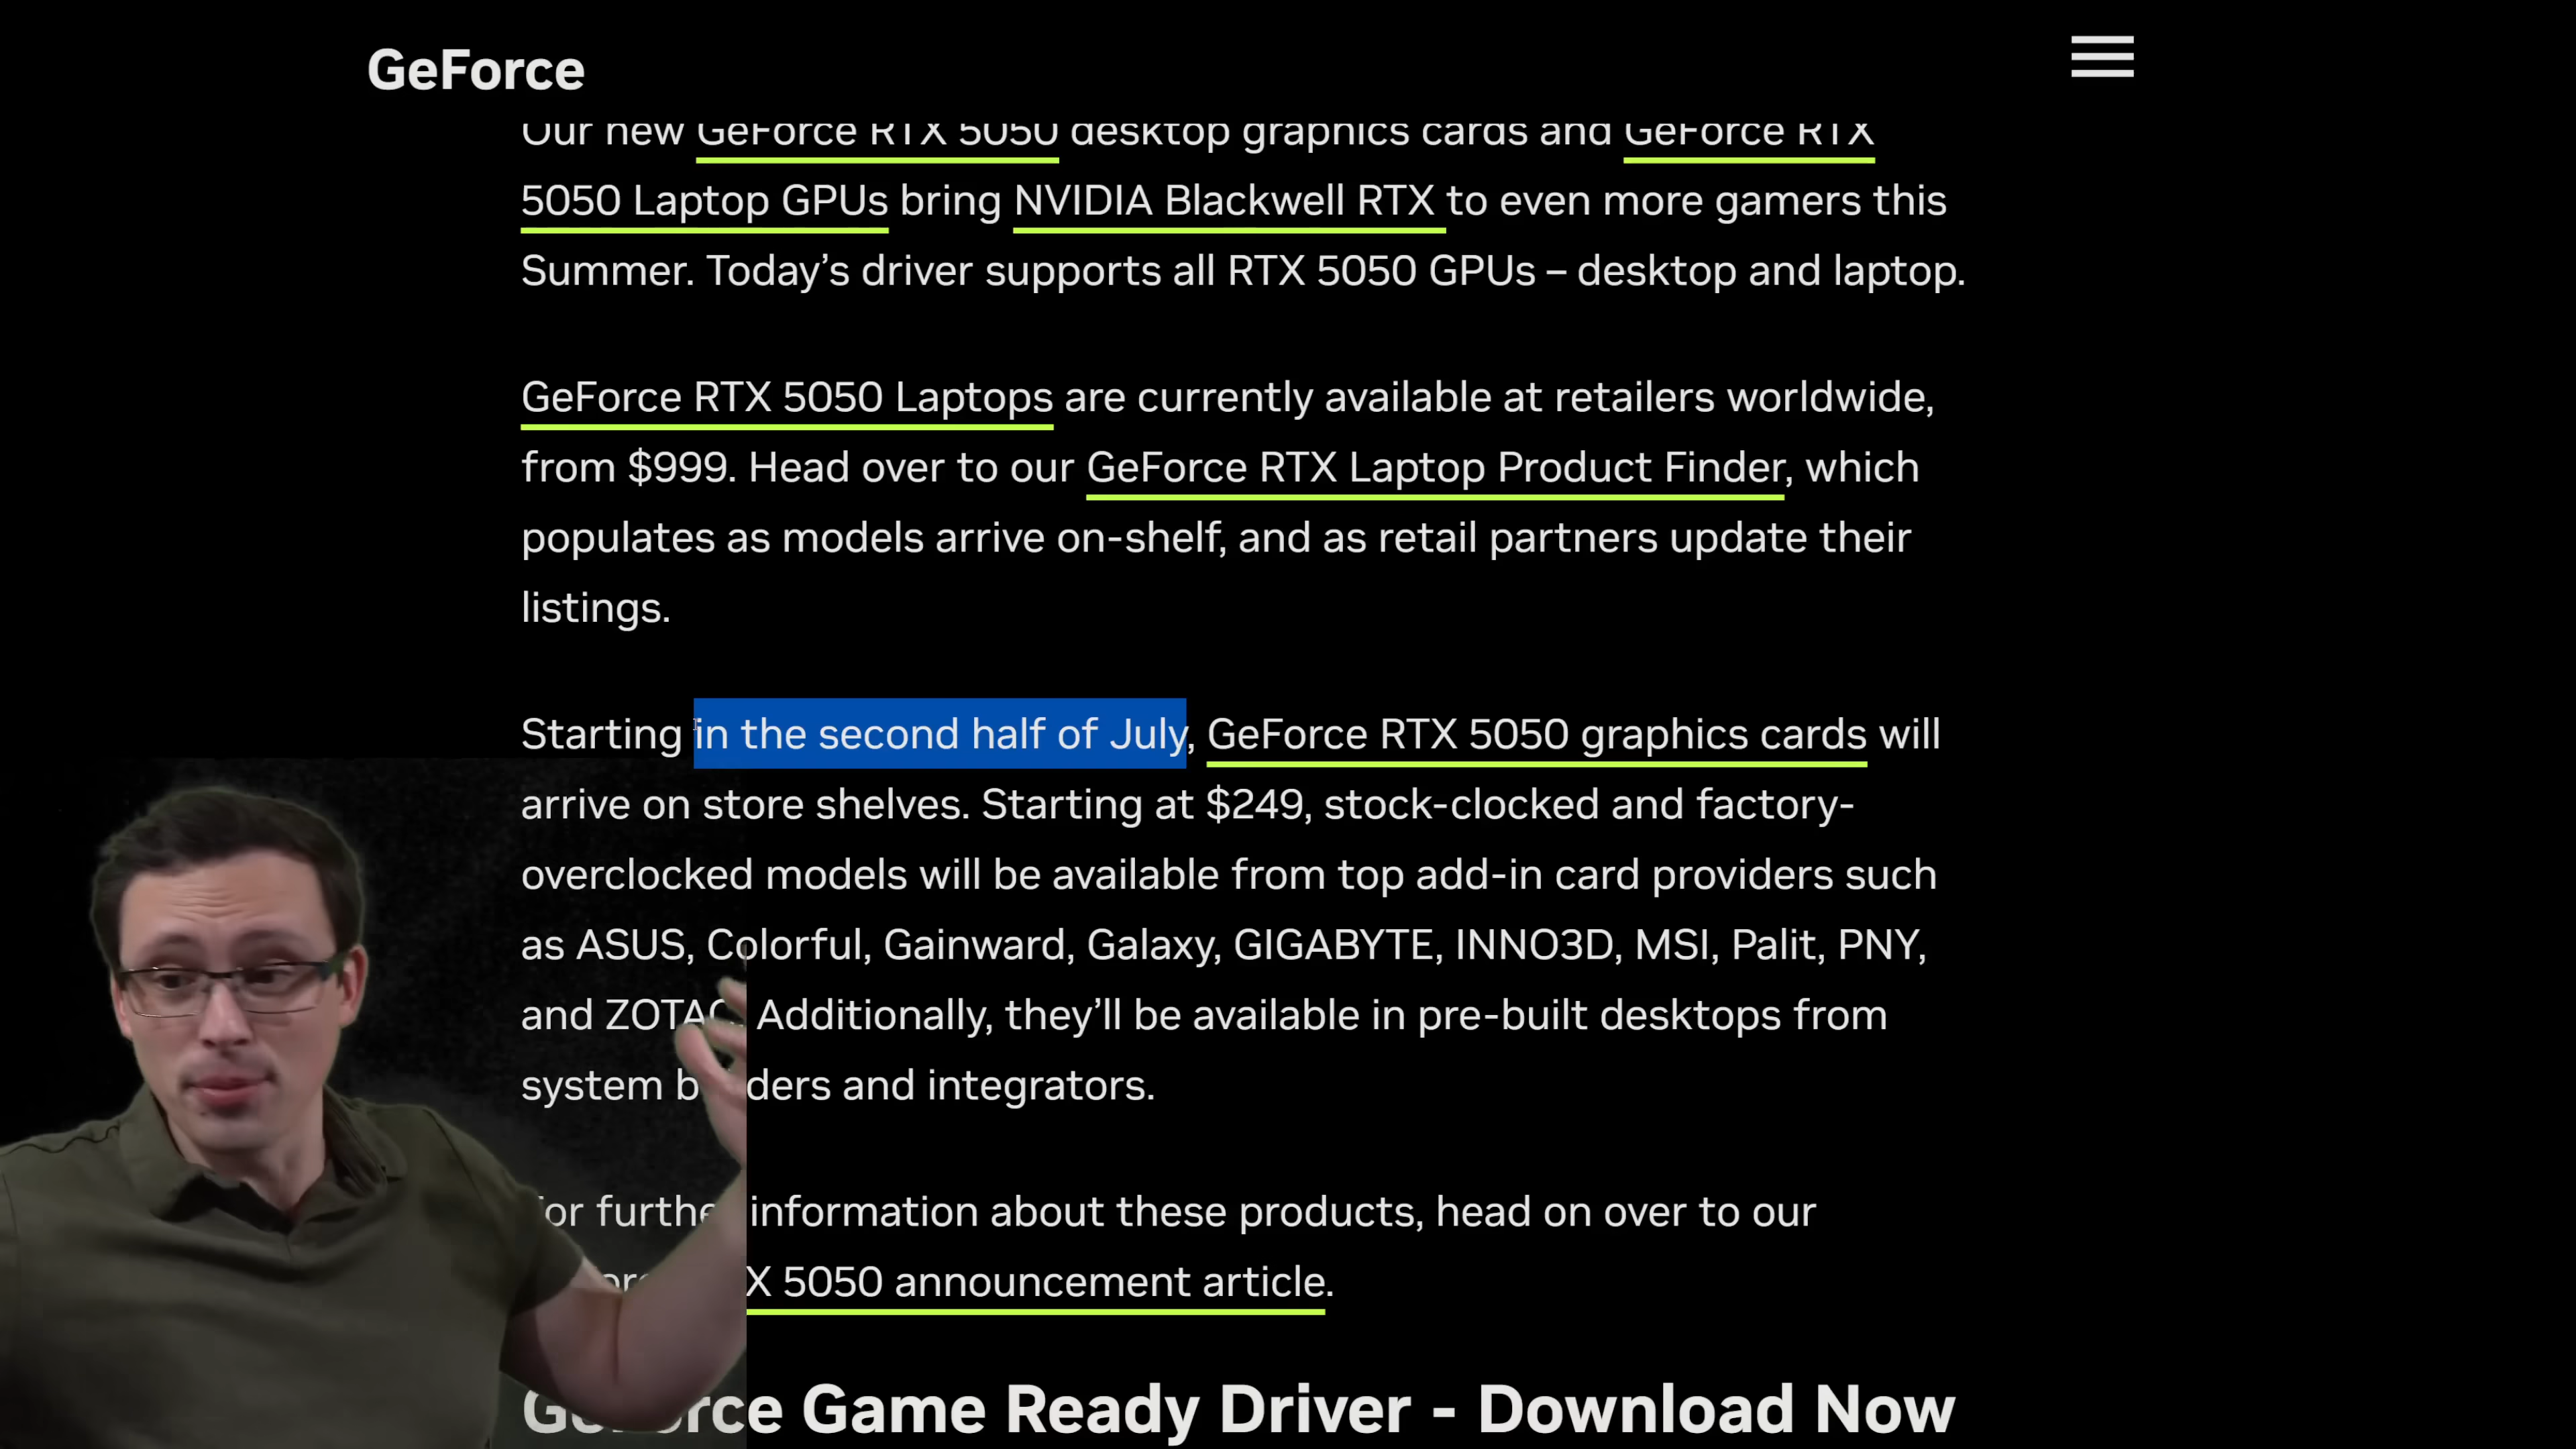 GeForce
Our new GeForce RTX 5050 desktop graphics cards and GeForce RTX
5050 Laptop GPUs bring NVIDIA Blackwell RTX to even more gamers this
Summer. Today’s driver supports all RTX 5050 GPUs – desktop and laptop.
GeForce RTX 5050 Laptops are currently available at retailers worldwide,
from $999. Head over to our GeForce RTX Laptop Product Finder, which
populates as models arrive on-shelf, and as retail partners update their
listings.
Starting in the second half of July, GeForce RTX 5050 graphics cards will
arrive on store shelves. Starting at $249, stock-clocked and factory-
overclocked models will be available from top add-in card providers such
as ASUS, Colorful, Gainward, Galaxy, GIGABYTE, INNO3D, MSI, Palit, PNY,
and ZOTAC. Additionally, they’ll be available in pre-built desktops from
system builders and integrators.
For further information about these products, head on over to our
5050 announcement article.
GeForce Game Ready Driver - Download Now